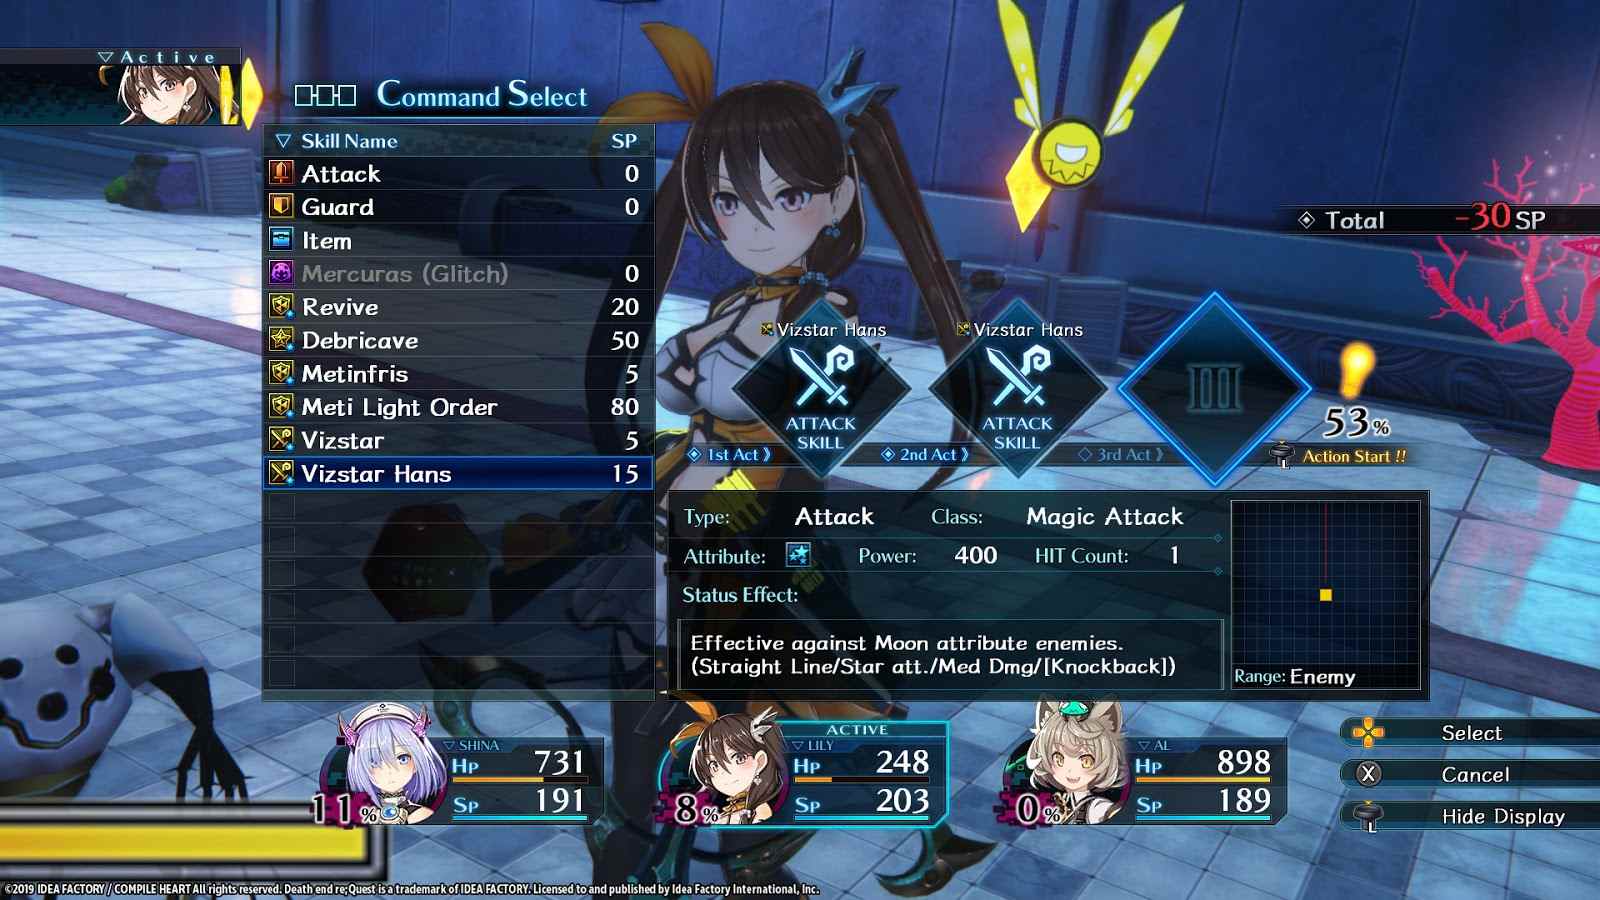 Active
Command Select
Skill Name SP
Attack 0
Guard 0
Item
Mercuras (Glitch) 0
Revive 20
Debricave 50
Metinfris 5
Meti Light Order 80
Vizstar 5
Vizstar Hans 15
Total -30 SP
Vizstar Hans
ATTACK
SKILL
1st Act
Vizstar Hans
ATTACK
SKILL
2nd Act
III
3rd Act
53%
L Action Start !!
Type: Attack Class: Magic Attack
Attribute: Power: 400 HIT Count: 1
Status Effect:
Effective against Moon attribute enemies.
(Straight Line/Star att./Med Dmg/[Knockback])
Range: Enemy
SHINA
Hp 731
Sp 191
11%
ACTIVE
LILY
Hp 248
Sp 203
8%
AL
Hp 898
Sp 189
0%
Select
X Cancel
L Hide Display
©2019 IDEA FACTORY / COMPILE HEART All rights reserved. Death end re;Quest is a trademark of IDEA FACTORY. Licensed to and published by Idea Factory International, Inc.